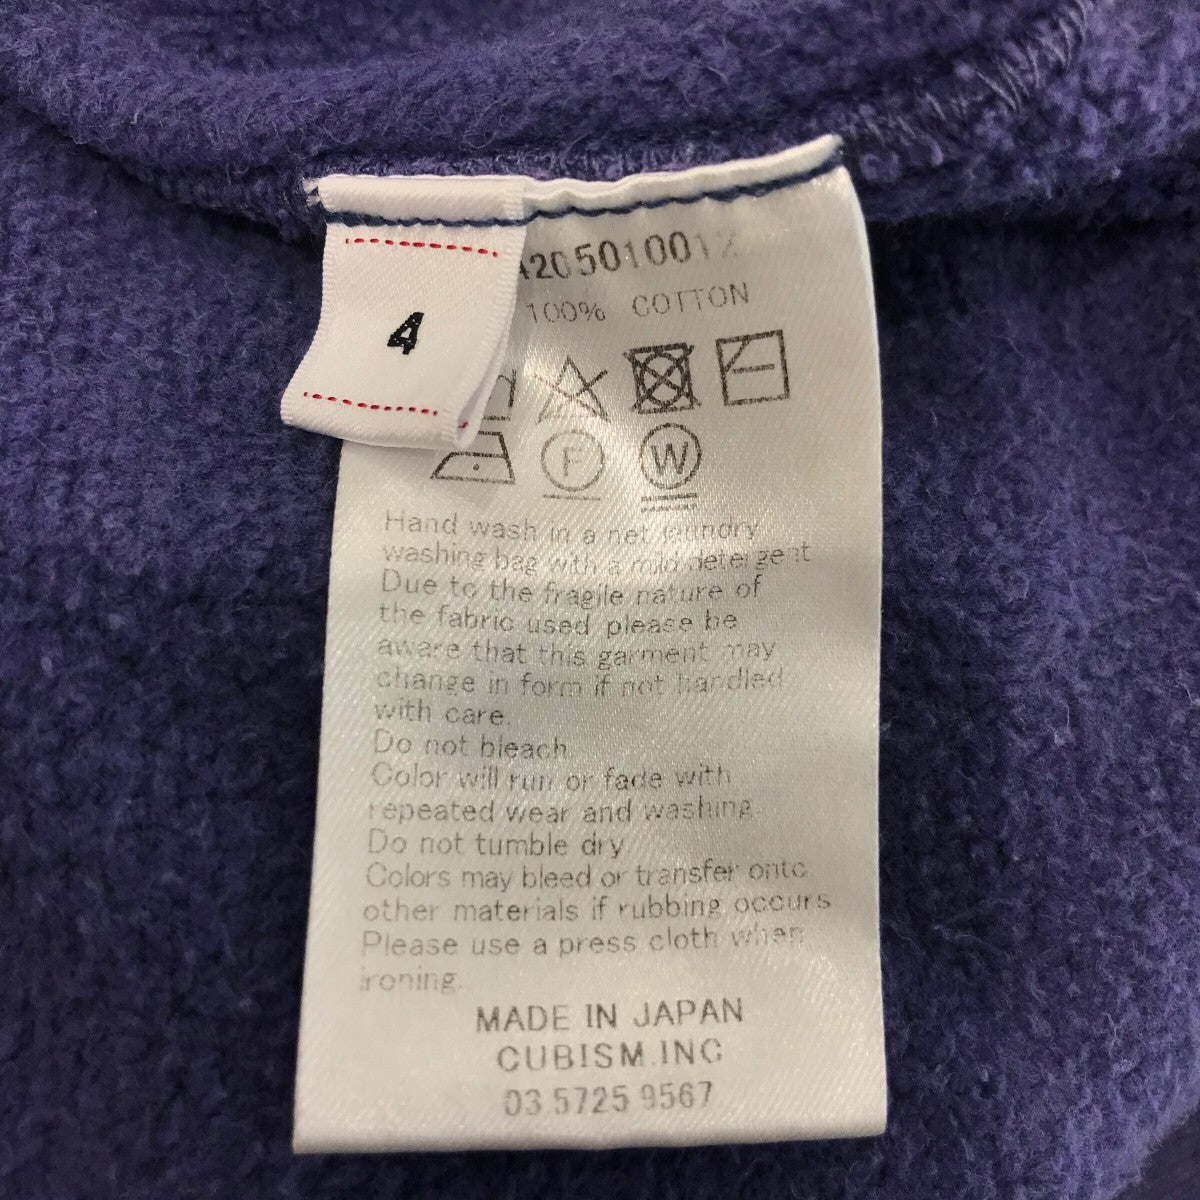 4
A205010012
100% COTTON
F
W
Hand wash in a net laundry
washing bag with a mild detergent
Due to the fragile nature of
the fabric used please be
aware that this garment may
change in form if not handled
with care.
Do not bleach
Color will run or fade with
repeated wear and washing
Do not tumble dry
Colors may bleed or transfer onto
other materials if rubbing occurs
Please use a press cloth when
ironing.
MADE IN JAPAN
CUBISM.INC
03 5725 9567